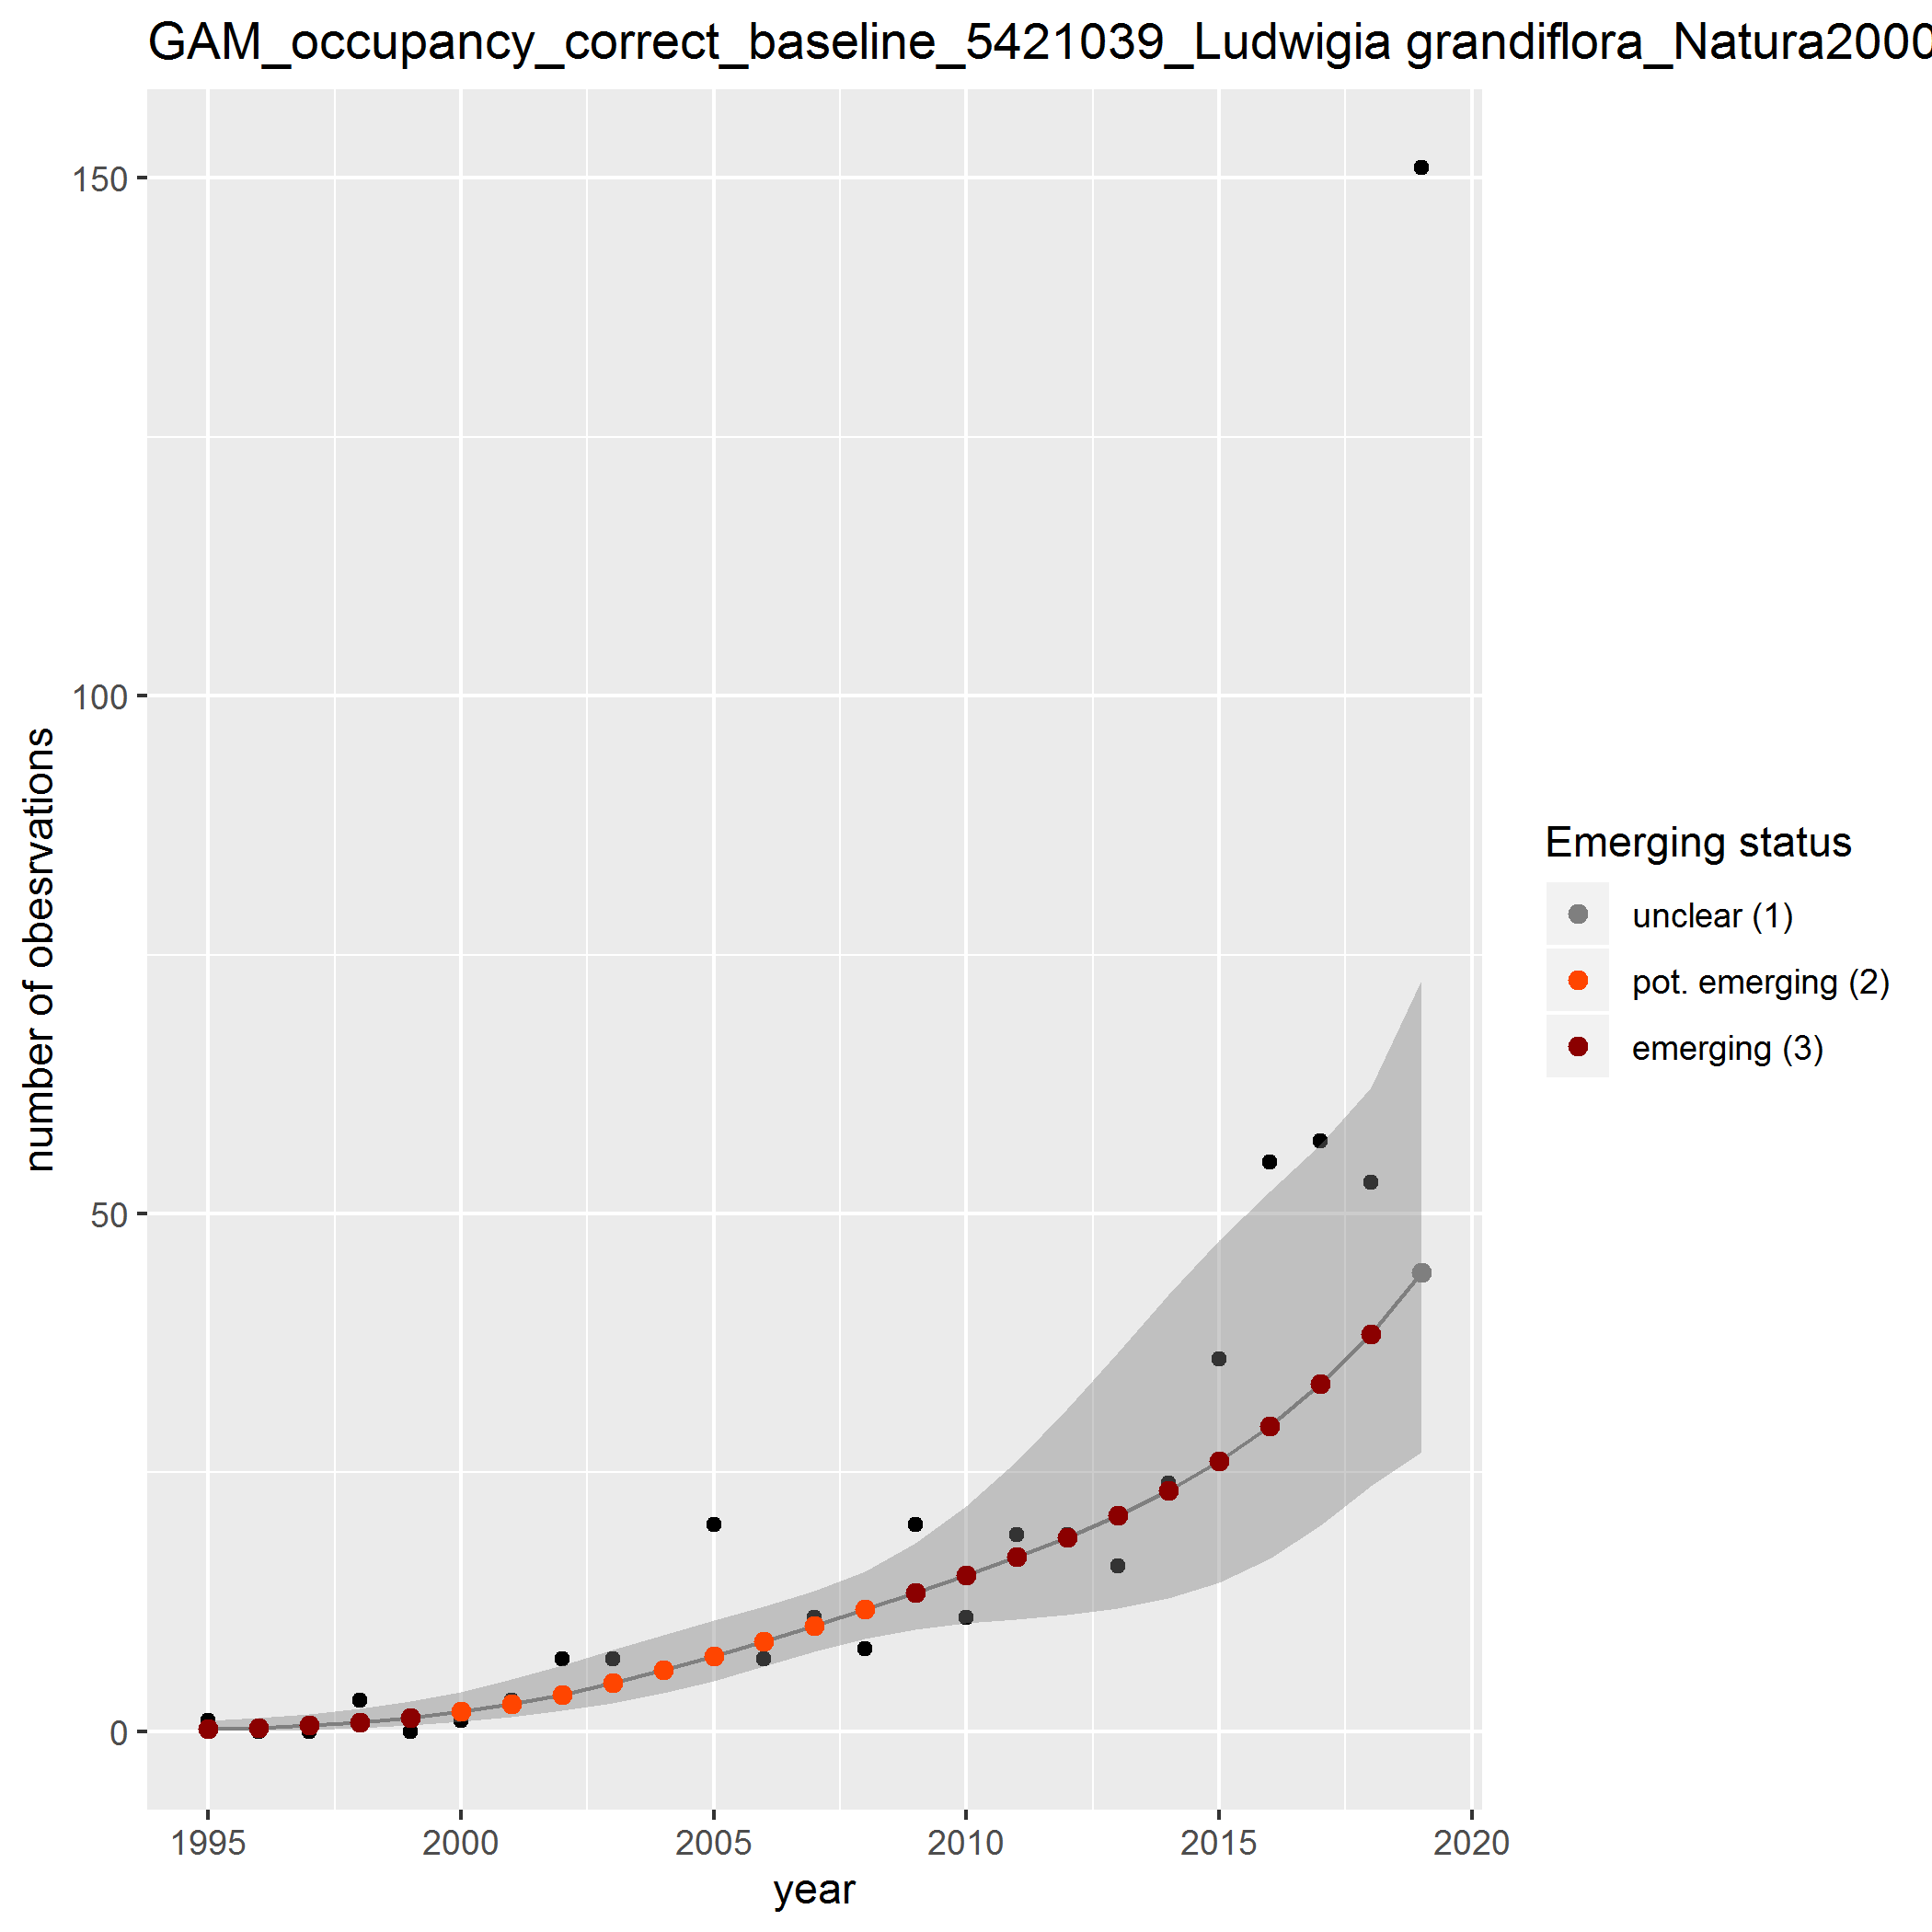 GAM_occupancy_correct_baseline_5421039_Ludwigia grandiflora_Natura2000
150
100
50
0
number of obesrvations
1995
2000
2005
2010
2015
2020
year
Emerging status
unclear (1)
pot. emerging (2)
emerging (3)